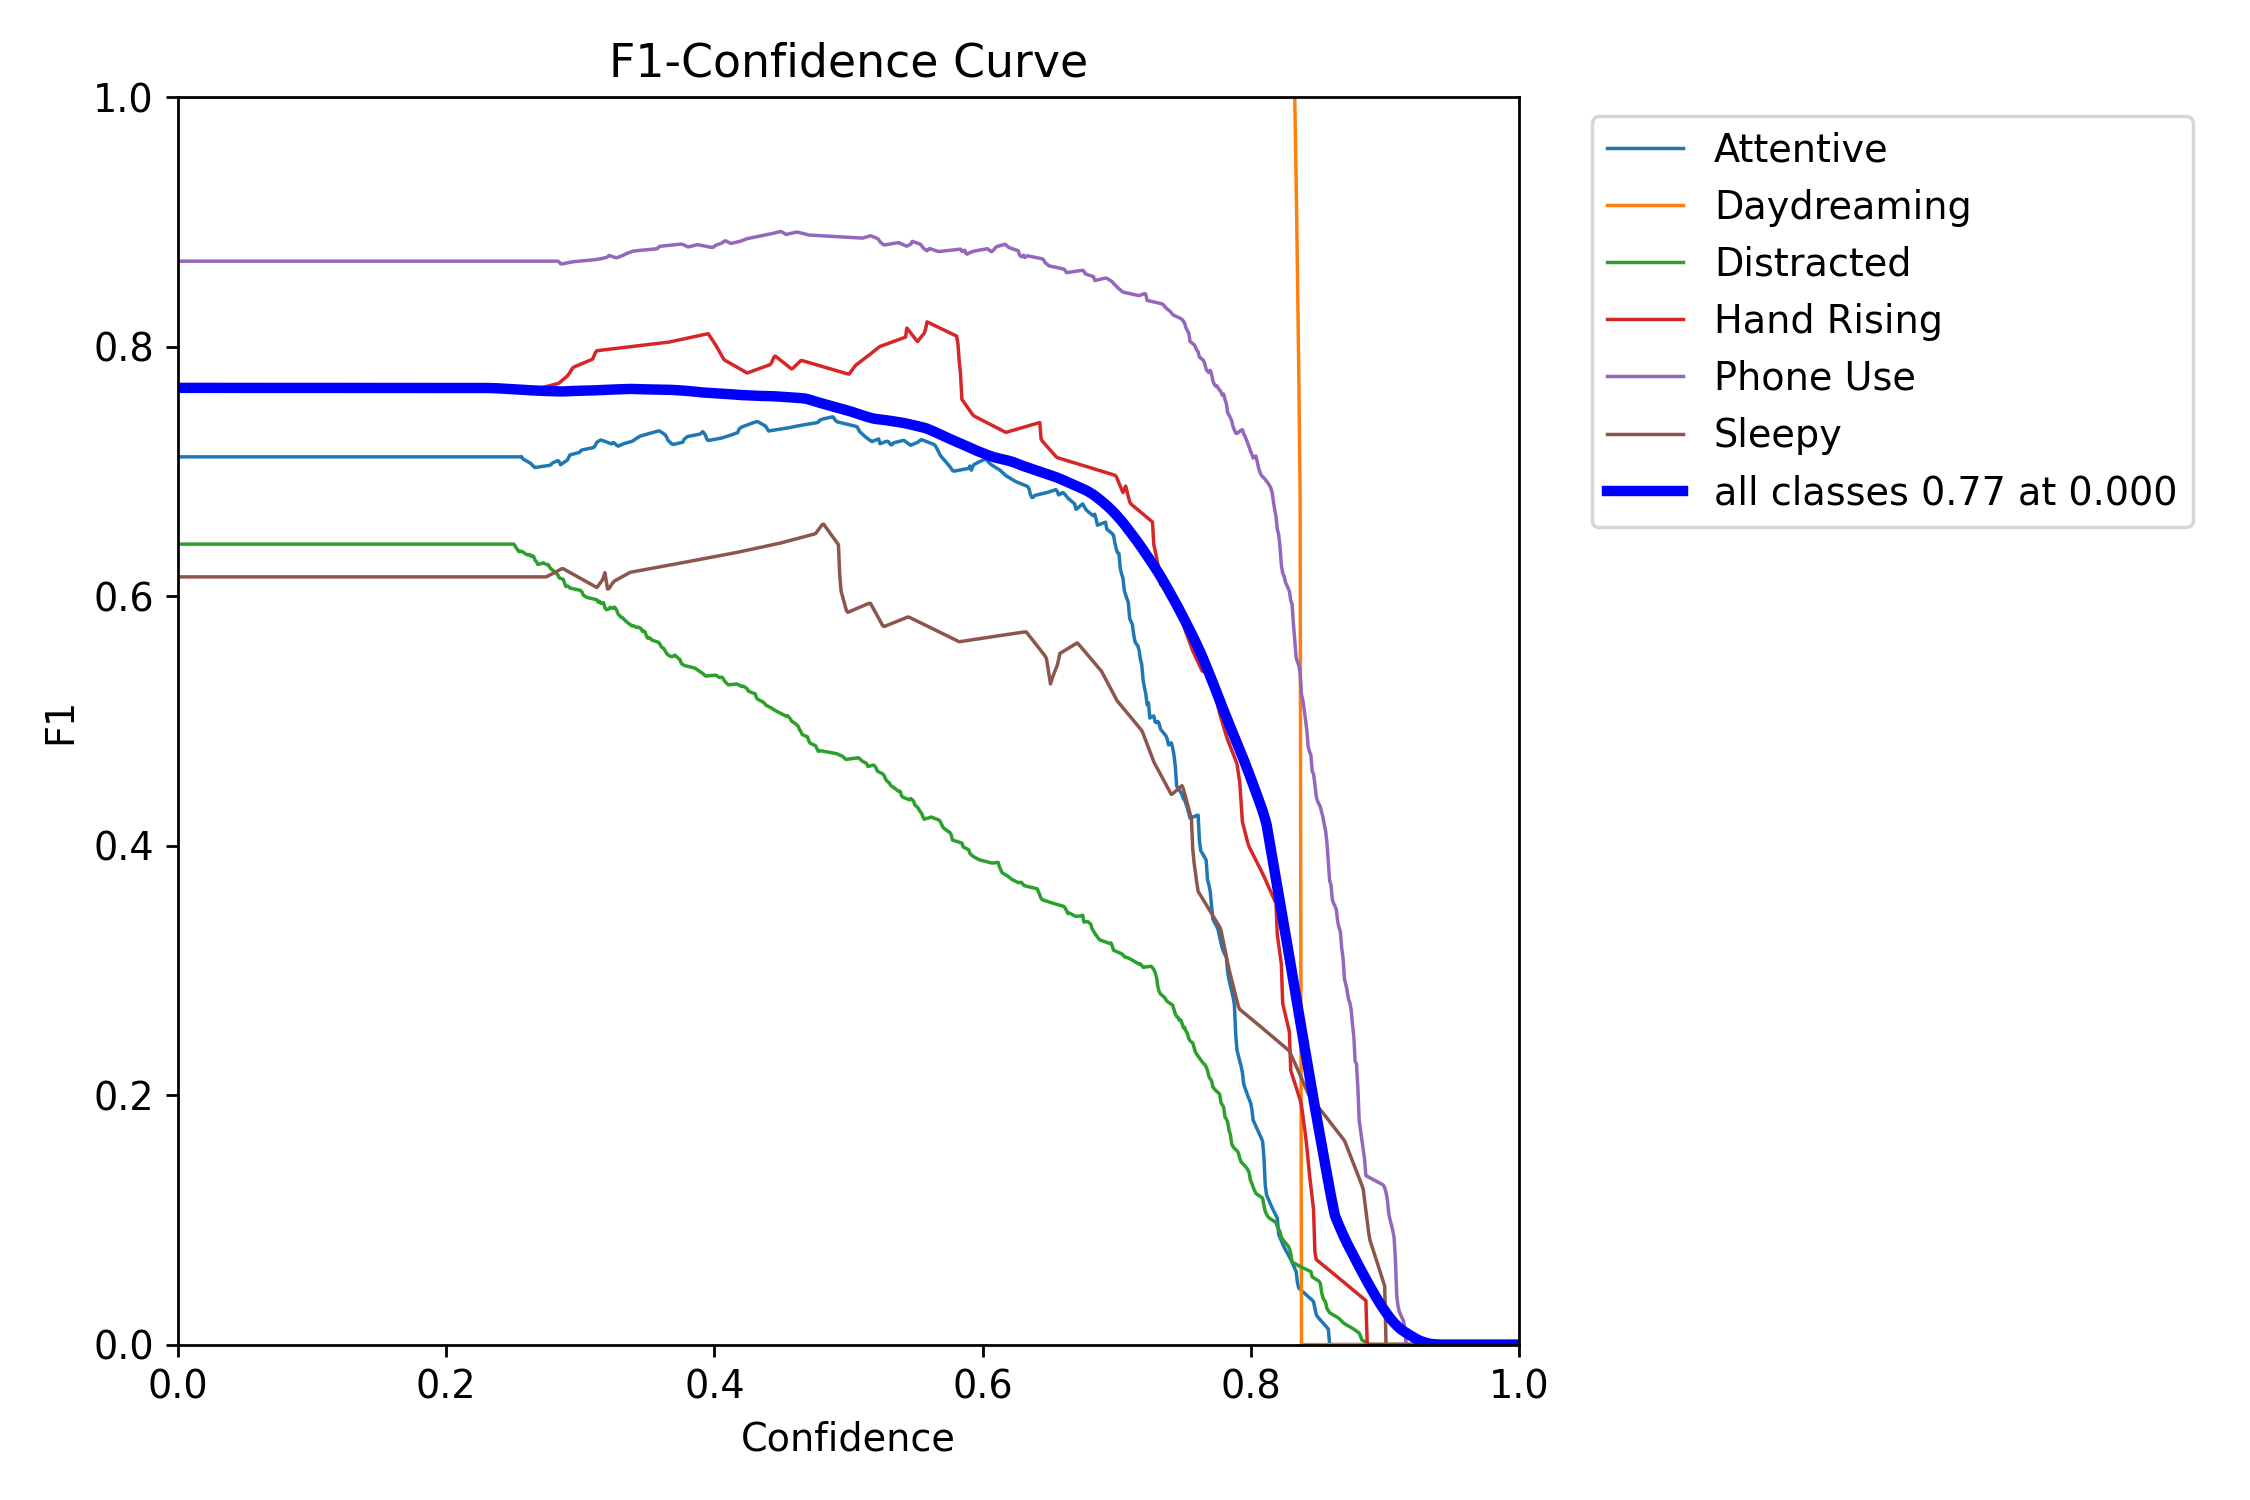 F1-Confidence Curve
1.0
0.8
0.6
0.4
0.2
0.0
F1
0.0 0.2 0.4 0.6 0.8 1.0
Confidence
Attentive
Daydreaming
Distracted
Hand Rising
Phone Use
Sleepy
all classes 0.77 at 0.000